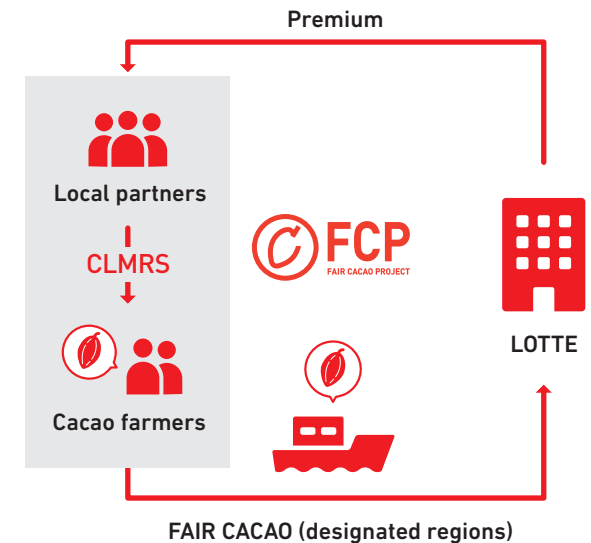 Premium
Local partners
CLMRS
Cacao farmers
FCP
FAIR CACAO PROJECT
LOTTE
FAIR CACAO (designated regions)